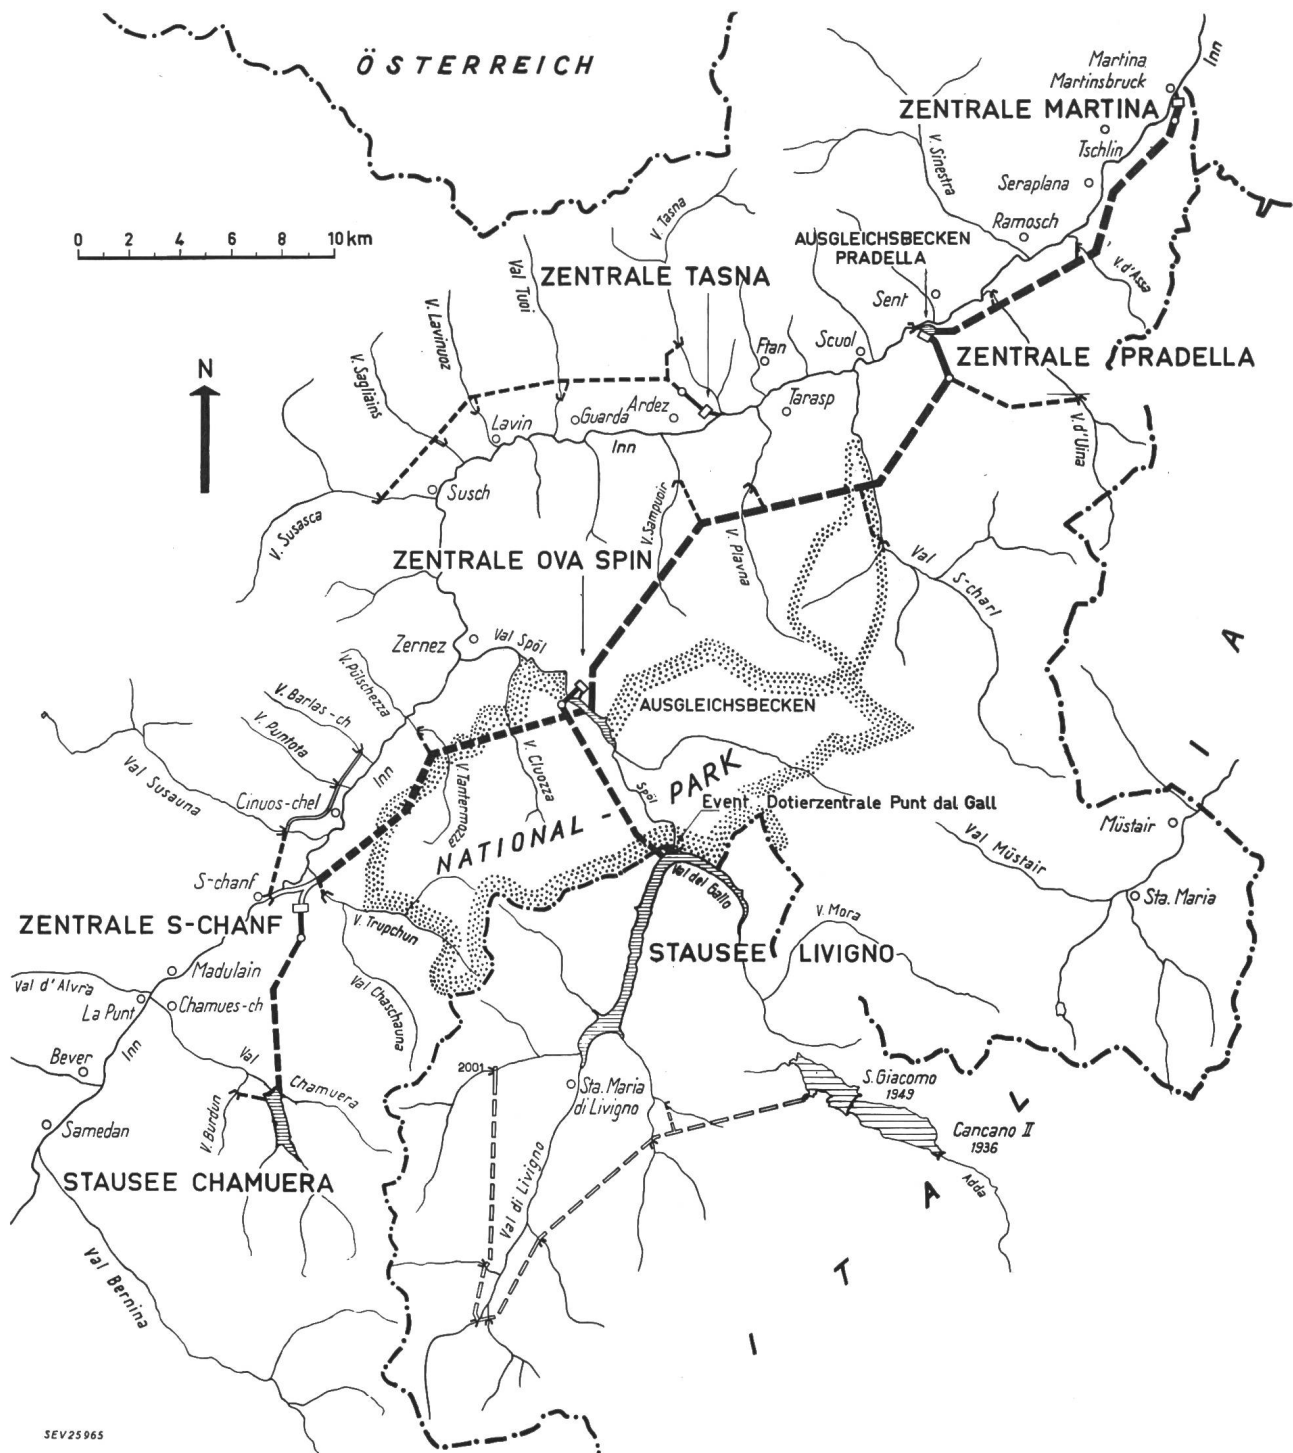 ÖSTERREICH
Inn
Martina
Martinsbruck
ZENTRALE MARTINA
Tschlin
V. Sinestra
Seraplana
Ramosch
V. Tasna
0 2 4 6 8 10 km
AUSGLEICHSBECKEN
PRADELLA
V. d'Assa
ZENTRALE TASNA
Val Tuoi
Sent
V. Lavinuoz
Ftan
Scuol
ZENTRALE PRADELLA
N
V. Sagliains
Tarasp
Ardez
Guarda
Lavin
Inn
V. d'Uina
Susch
V. Susasca
V. Sampuoir
V. Plavna
ZENTRALE OVA SPIN
Val
S-charl
Zernez
Val Spöl
V. Pülschezza
V. Barlas-ch
V. Puntota
AUSGLEICHSBECKEN
Val Susauna
Inn
V. Cluozza
V. Tantermozza
Spöl
Cinuos-chel
NATIONAL-
PARK
Event. Dotierzentrale Punt dal Gall
Müstair
Val Müstair
S-chanf
Val del Gallo
Sta. Maria
ZENTRALE S-CHANF
V. Trupchun
V. Mora
STAUSEE LIVIGNO
Madulain
Val d'Alvra
La Punt
Chamues-ch
Val Chaschauna
Inn
Bever
Val
Chamuera
2001
Sta. Maria
di Livigno
S. Giacomo
1949
Cancano II
1936
Samedan
V. Burdun
STAUSEE CHAMUERA
Adda
Val di Livigno
Val Bernina
I T A L I A
SEV25965